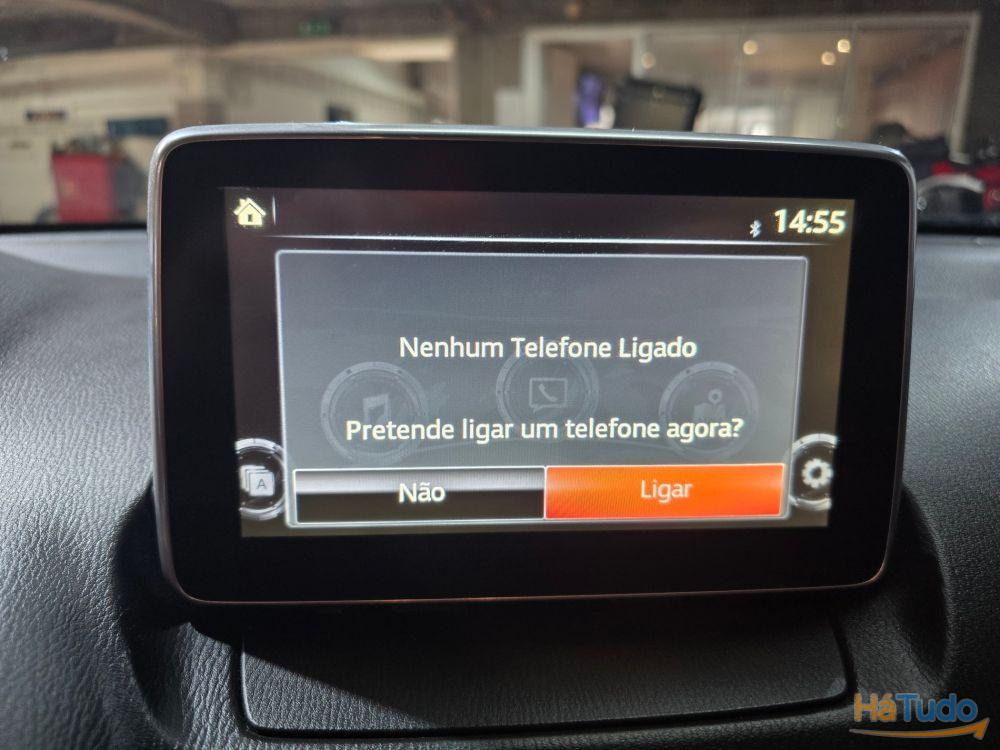 14:55
Nenhum Telefone Ligado
Pretende ligar um telefone agora?
A
Não
Ligar
HáTudo